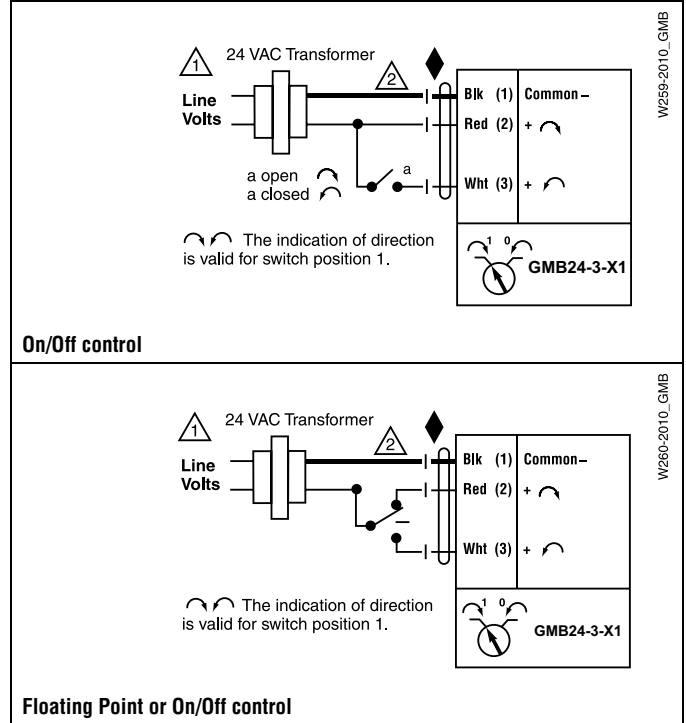 W259-2010_GMB
24 VAC Transformer
1
2
Line
Volts
Blk (1) Common –
Red (2) +
a
a open
a closed
Wht (3) +
The indication of direction
is valid for switch position 1.
1 0
GMB24-3-X1
On/Off control
W260-2010_GMB
24 VAC Transformer
1
2
Line
Volts
Blk (1) Common–
Red (2) +
Wht (3) +
The indication of direction
is valid for switch position 1.
1 0
GMB24-3-X1
Floating Point or On/Off control